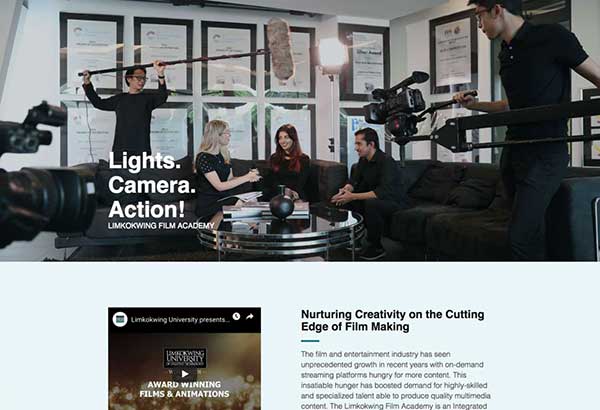 Lights.
Camera.
Action!
LIMKOKWING FILM ACADEMY
Limkokwing University presents...
LIMKOKWING
UNIVERSITY
OF CREATIVE TECHNOLOGY
AWARD WINNING
FILMS & ANIMATIONS
Nurturing Creativity on the Cutting
Edge of Film Making
The film and entertainment industry has seen
unprecedented growth in recent years with on-demand
streaming platforms hungry for more content. This
insatiable hunger has boosted demand for highly-skilled
and specialized talent able to produce quality multimedia
content. The Limkokwing Film Academy is an Integrated